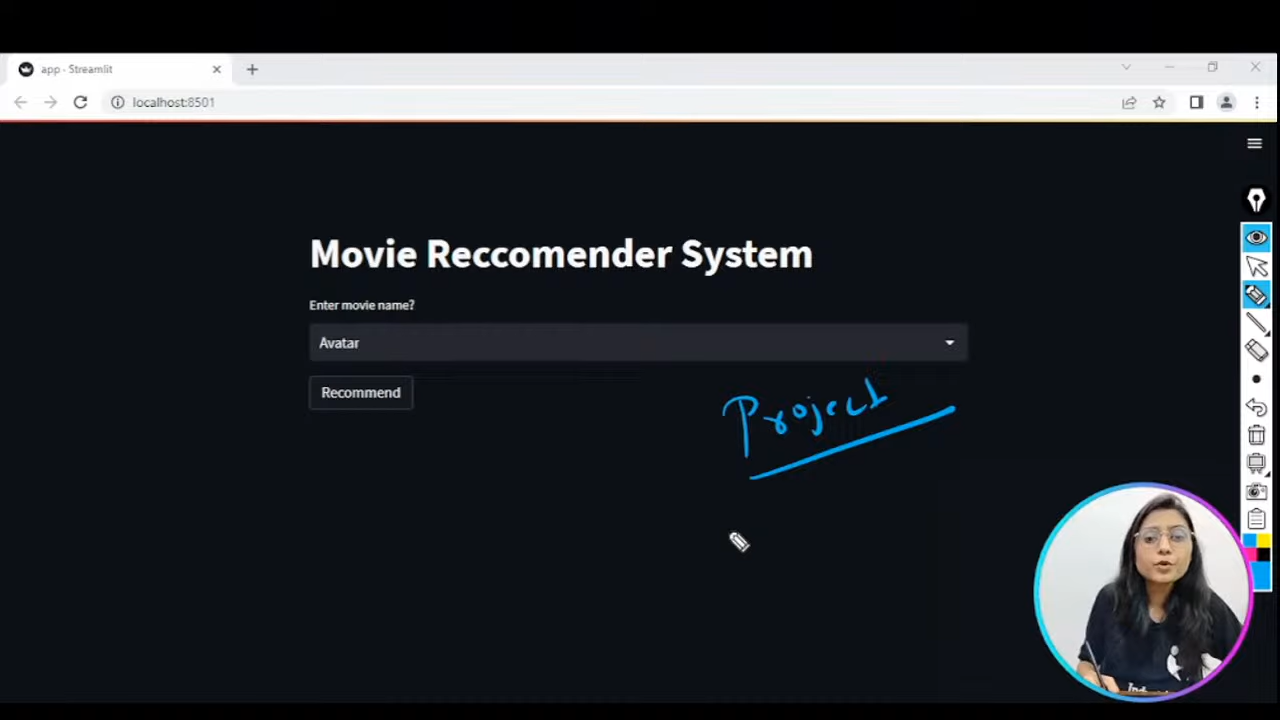 app · Streamlit
localhost:8501
Movie Reccomender System
Enter movie name?
Avatar
Recommend
Project